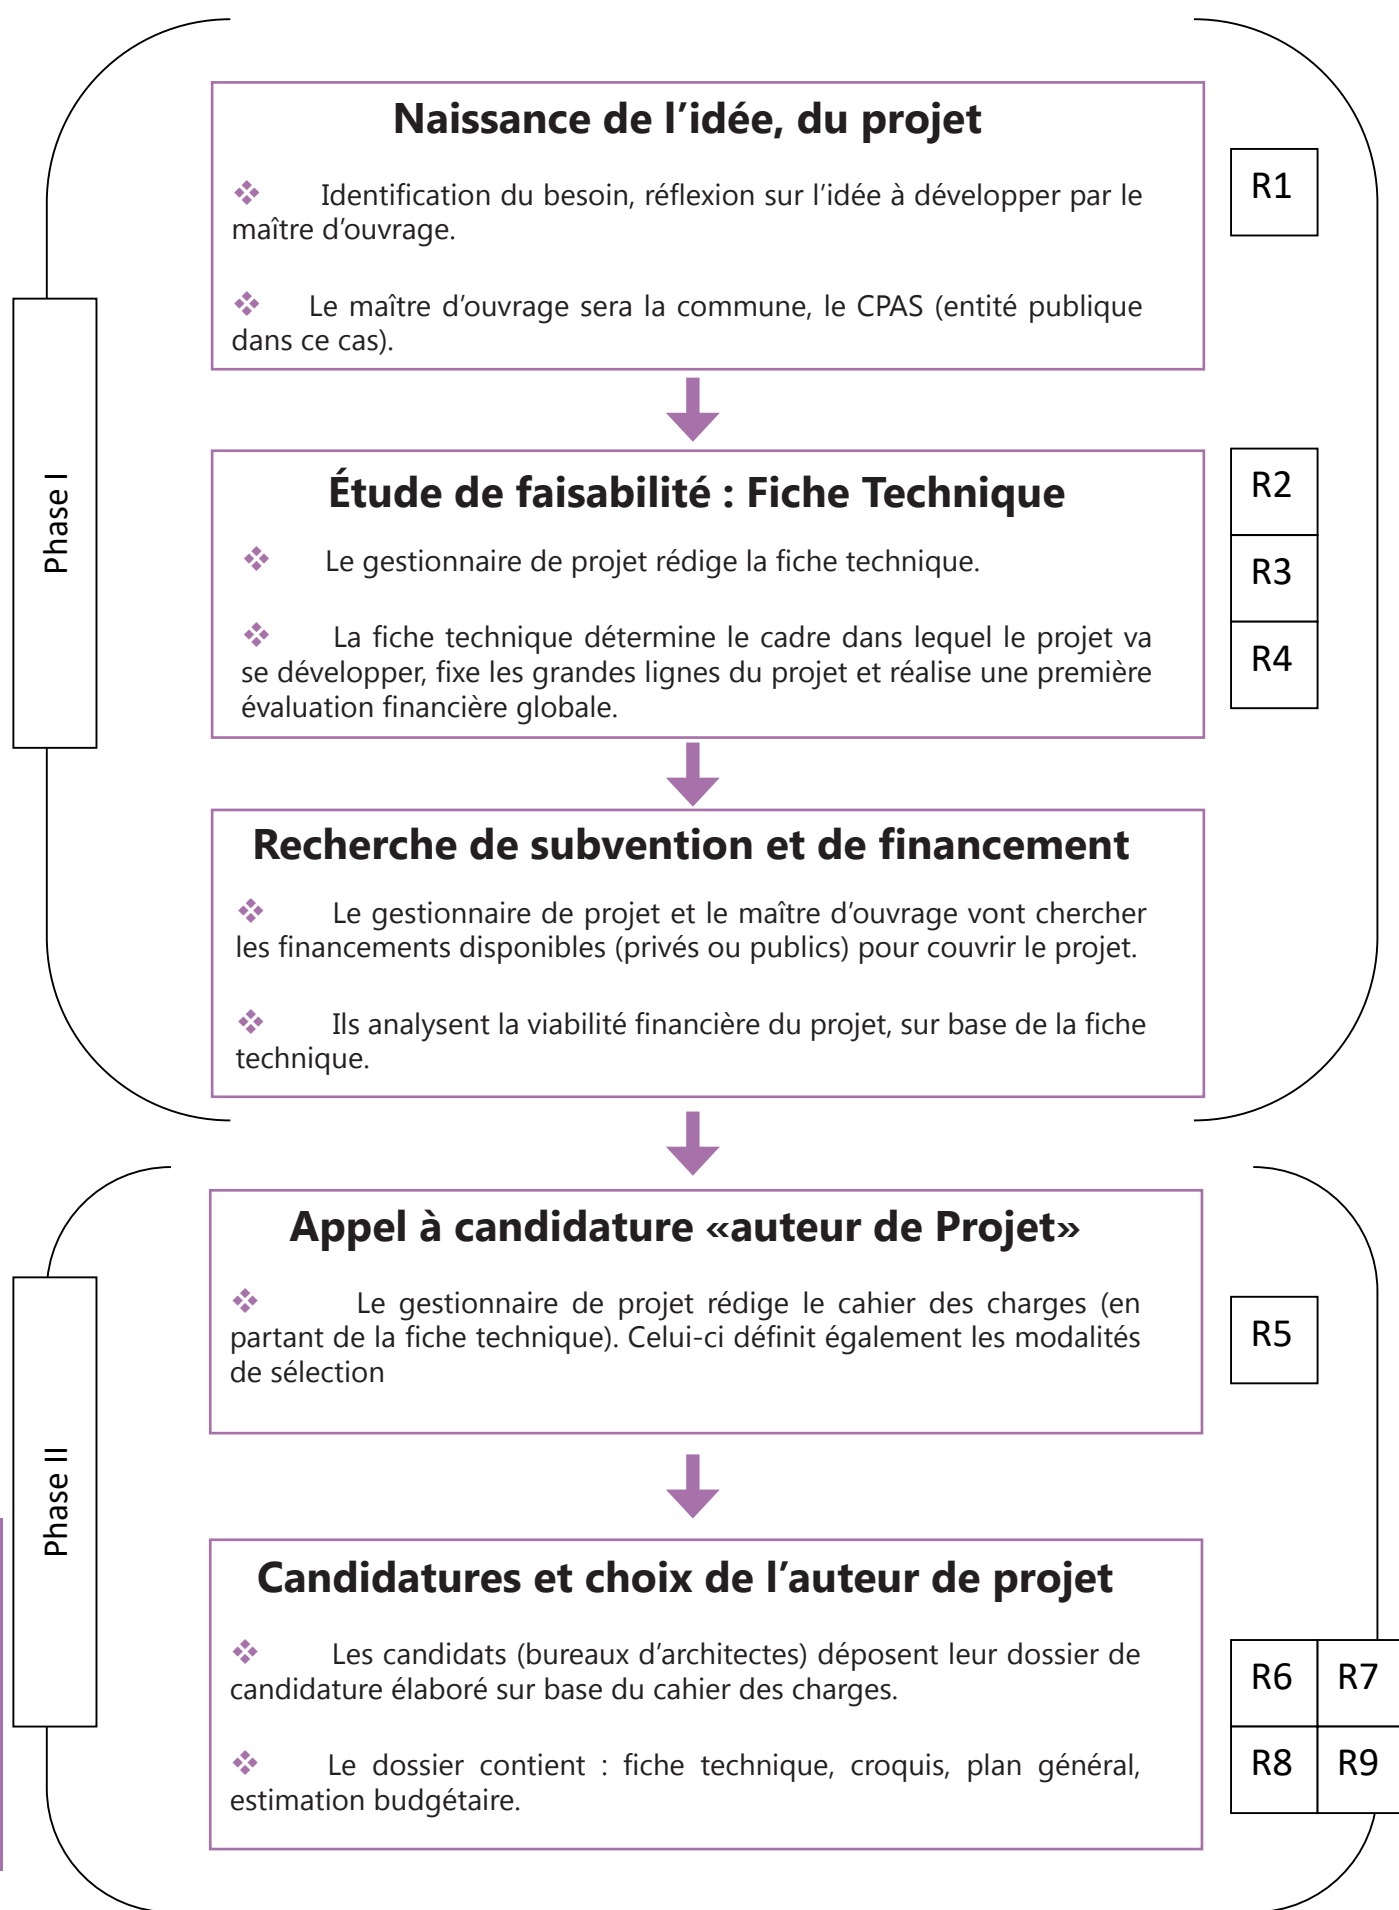 Naissance de l’idée, du projet
❖ Identification du besoin, réflexion sur l’idée à développer par le
maître d’ouvrage.
R1
❖ Le maître d’ouvrage sera la commune, le CPAS (entité publique
dans ce cas).
Phase I
Étude de faisabilité : Fiche Technique
R2
❖ Le gestionnaire de projet rédige la fiche technique.
R3
❖ La fiche technique détermine le cadre dans lequel le projet va
se développer, fixe les grandes lignes du projet et réalise une première
évaluation financière globale.
R4
Recherche de subvention et de financement
❖ Le gestionnaire de projet et le maître d’ouvrage vont chercher
les financements disponibles (privés ou publics) pour couvrir le projet.
❖ Ils analysent la viabilité financière du projet, sur base de la fiche
technique.
Appel à candidature «auteur de Projet»
❖ Le gestionnaire de projet rédige le cahier des charges (en
partant de la fiche technique). Celui-ci définit également les modalités
de sélection
R5
Phase II
Candidatures et choix de l’auteur de projet
❖ Les candidats (bureaux d’architectes) déposent leur dossier de
candidature élaboré sur base du cahier des charges.
R6 R7
❖ Le dossier contient : fiche technique, croquis, plan général,
estimation budgétaire.
R8 R9